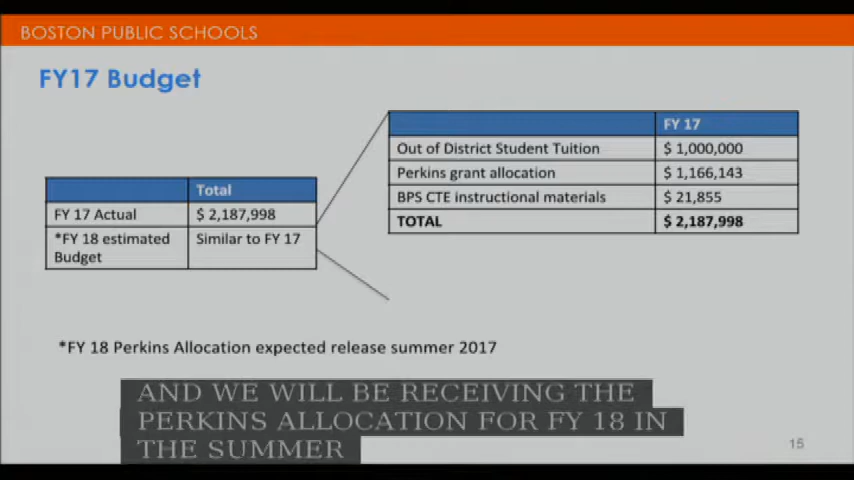 BOSTON PUBLIC SCHOOLS
FY17 Budget
FY 17
Out of District Student Tuition $ 1,000,000
Perkins grant allocation $ 1,166,143
BPS CTE instructional materials $ 21,855
TOTAL $ 2,187,998
Total
FY 17 Actual $ 2,187,998
*FY 18 estimated Similar to FY 17
Budget
*FY 18 Perkins Allocation expected release summer 2017
AND WE WILL BE RECEIVING THE
PERKINS ALLOCATION FOR FY 18 IN
THE SUMMER
15